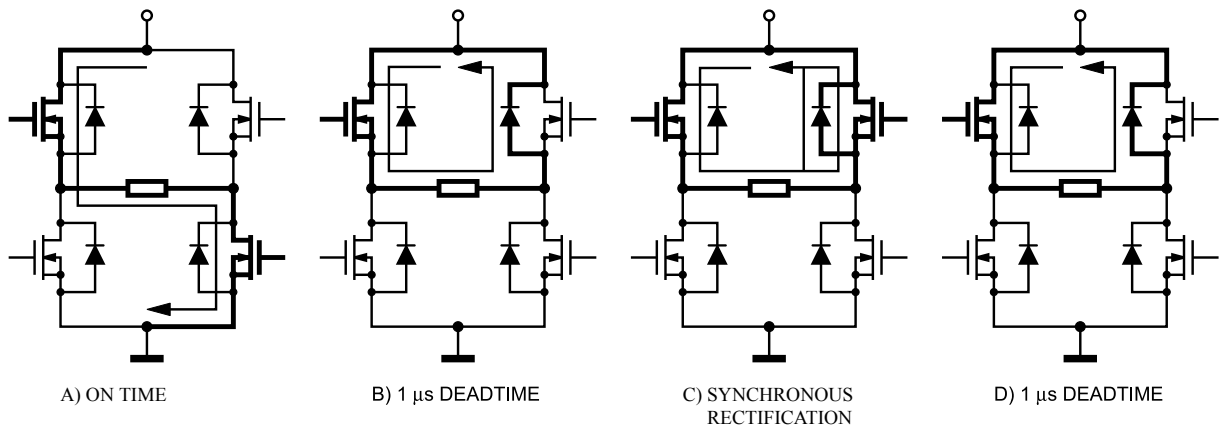 A) ON TIME
B) 1 μs DEADTIME
C) SYNCHRONOUS
RECTIFICATION
D) 1 μs DEADTIME